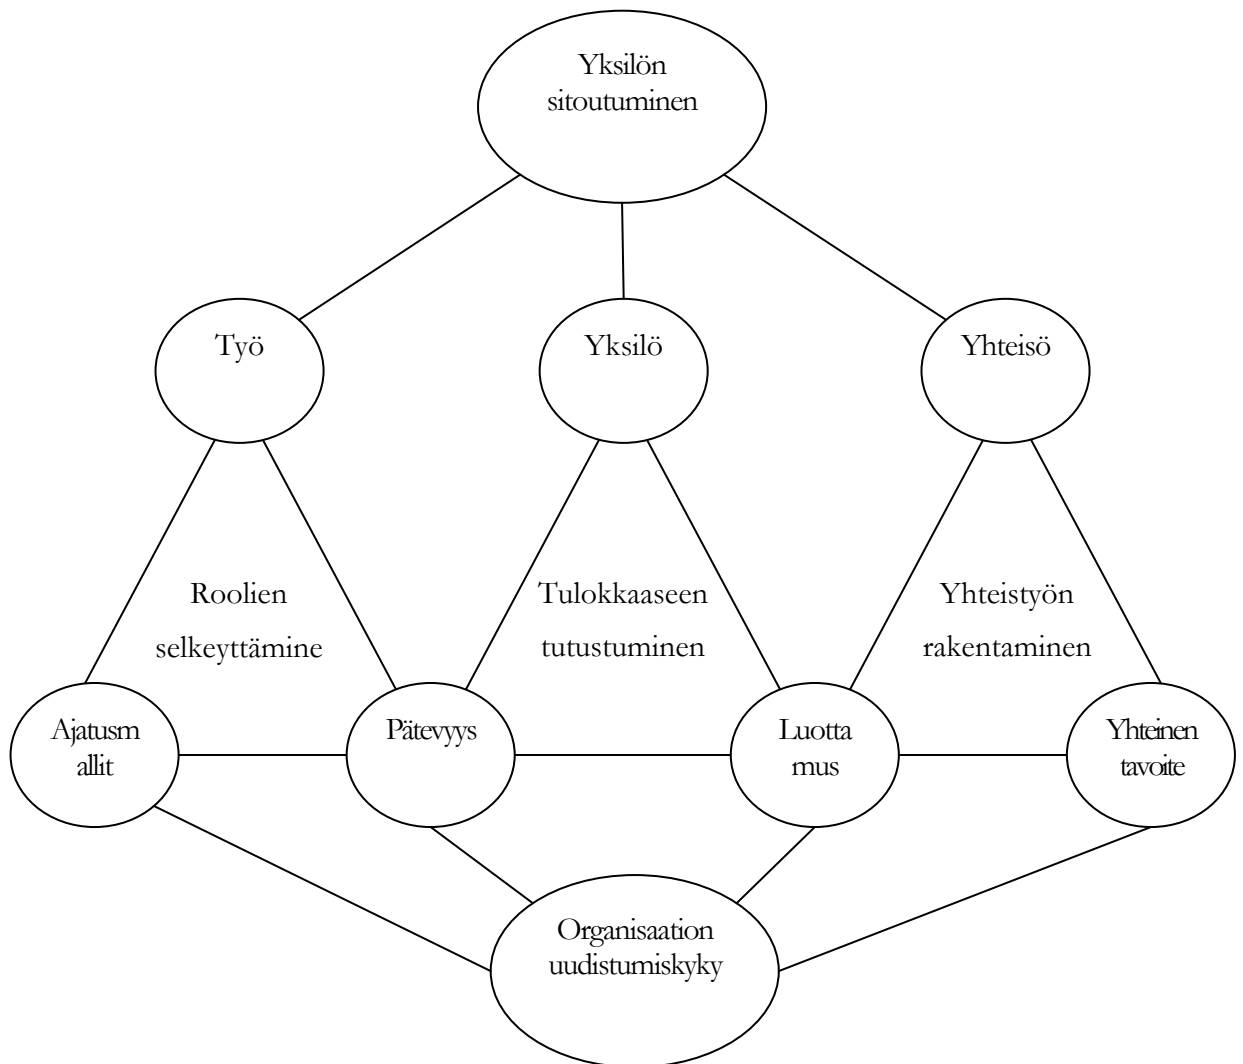 Yksilön
sitoutuminen
Työ
Yksilö
Yhteisö
Roolien
selkeyttämine
Tulokkaaseen
tutustuminen
Yhteistyön
rakentaminen
Ajatusm
allit
Pätevyys
Luotta
mus
Yhteinen
tavoite
Organisaation
uudistumiskyky